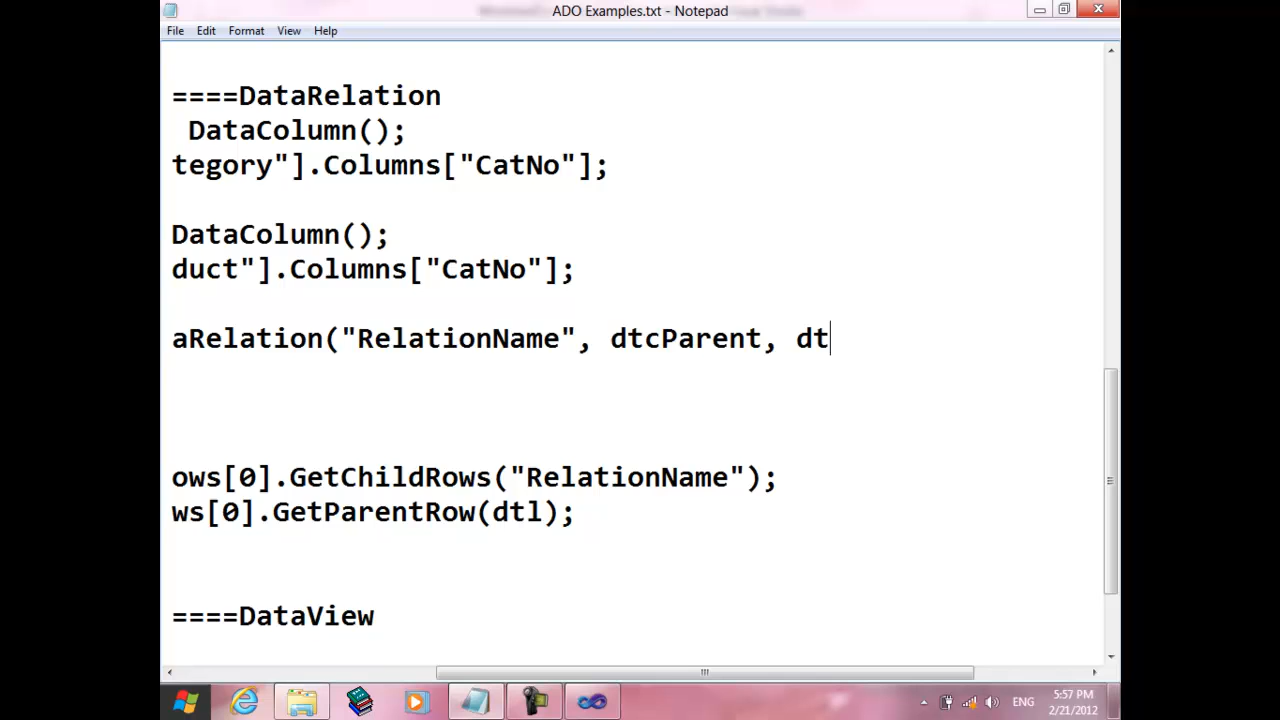 ADO Examples.txt - Notepad
File Edit Format View Help
====DataRelation
DataColumn();
tegory"].Columns["CatNo"];
DataColumn();
duct"].Columns["CatNo"];
aRelation("RelationName", dtcParent, dt
ows[0].GetChildRows("RelationName");
ws[0].GetParentRow(dtl);
====DataView
ENG
5:57 PM
2/21/2012